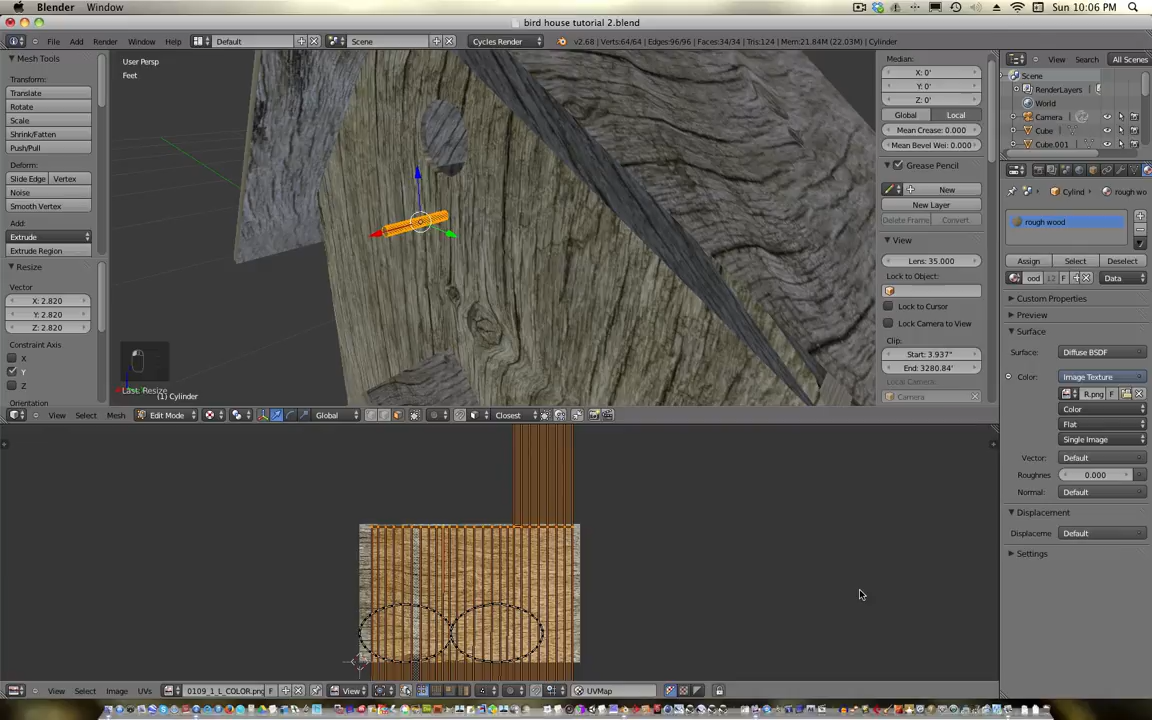 Blender Window Sun 10:06 PM
bird house tutorial 2.blend
File Add Render Window Help Default Scene Cycles Render v2.68 | Verts:64/64 | Edges:96/96 | Faces:34/34 | Tris:124 | Mem:21.84M (22.03M) | Cylinder View Search All Scenes
Mesh Tools
Transform:
Translate
Rotate
Scale
Shrink/Fatten
Push/Pull
Deform:
Slide Edge Vertex
Noise
Smooth Vertex
Add:
Extrude
Extrude Region
Resize
Vector
X: 2.820
Y: 2.820
Z: 2.820
Constraint Axis
X
Y
Z
Orientation
User Persp
Feet
Last: Resize
(1) Cylinder
Median:
X: 0'
Y: 0'
Z: 0'
Global Local
Mean Crease: 0.000
Mean Bevel Wei: 0.000
Grease Pencil
New
New Layer
Delete Frame Convert
View
Lens: 35.000
Lock to Object:
Lock to Cursor
Lock Camera to View
Clip:
Start: 3.937"
End: 3280.84'
Local Camera:
Camera
Scene
RenderLayers
World
Camera
Cube
Cube.001
Cylind rough wo
rough wood
Assign Select Deselect
ood 12 F Data
Custom Properties
Preview
Surface
Surface: Diffuse BSDF
Color: Image Texture
R.png F
Color
Flat
Single Image
Vector: Default
Roughnes 0.000
Normal: Default
Displacement
Displaceme Default
Settings
View Select Mesh Edit Mode Global Closest
View Select Image UVs 0109_1_L_COLOR.png F View UVMap